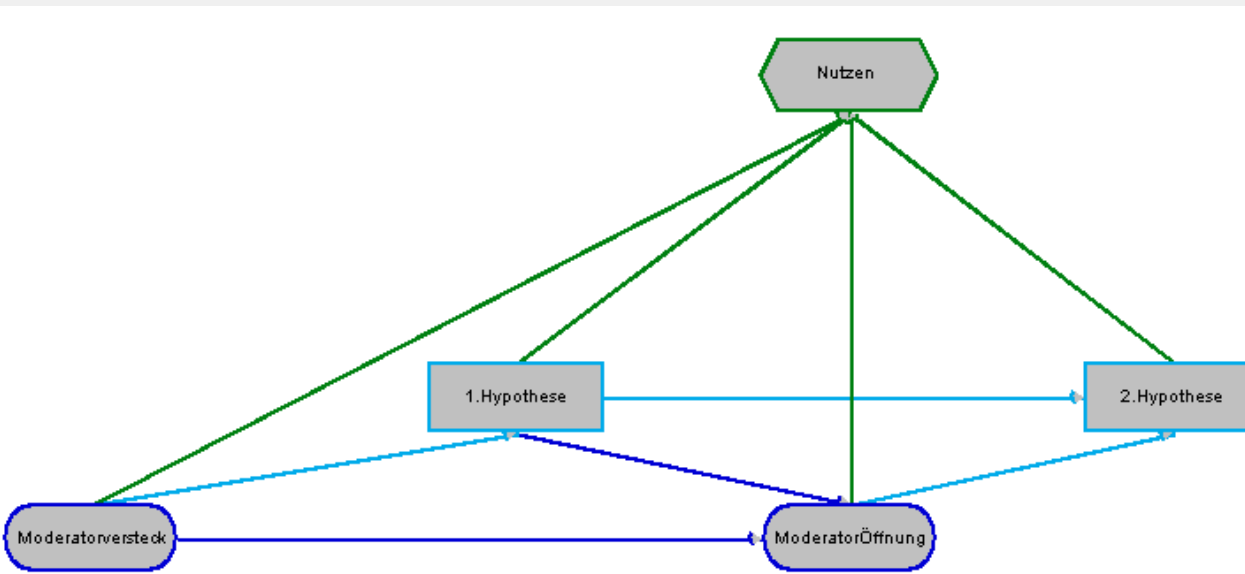 Nutzen
1.Hypothese
2.Hypothese
Moderatorversteck
ModeratorÖffnung